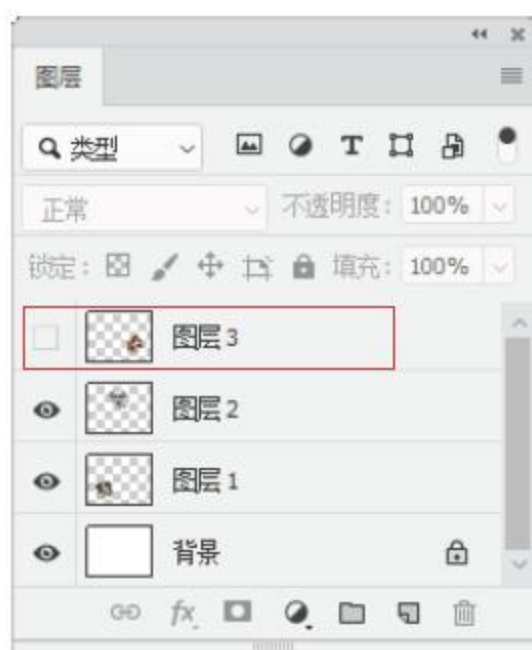 图层
类型 T
正常 不透明度: 100%
锁定: 填充: 100%
图层 3
图层 2
图层 1
背景
fx